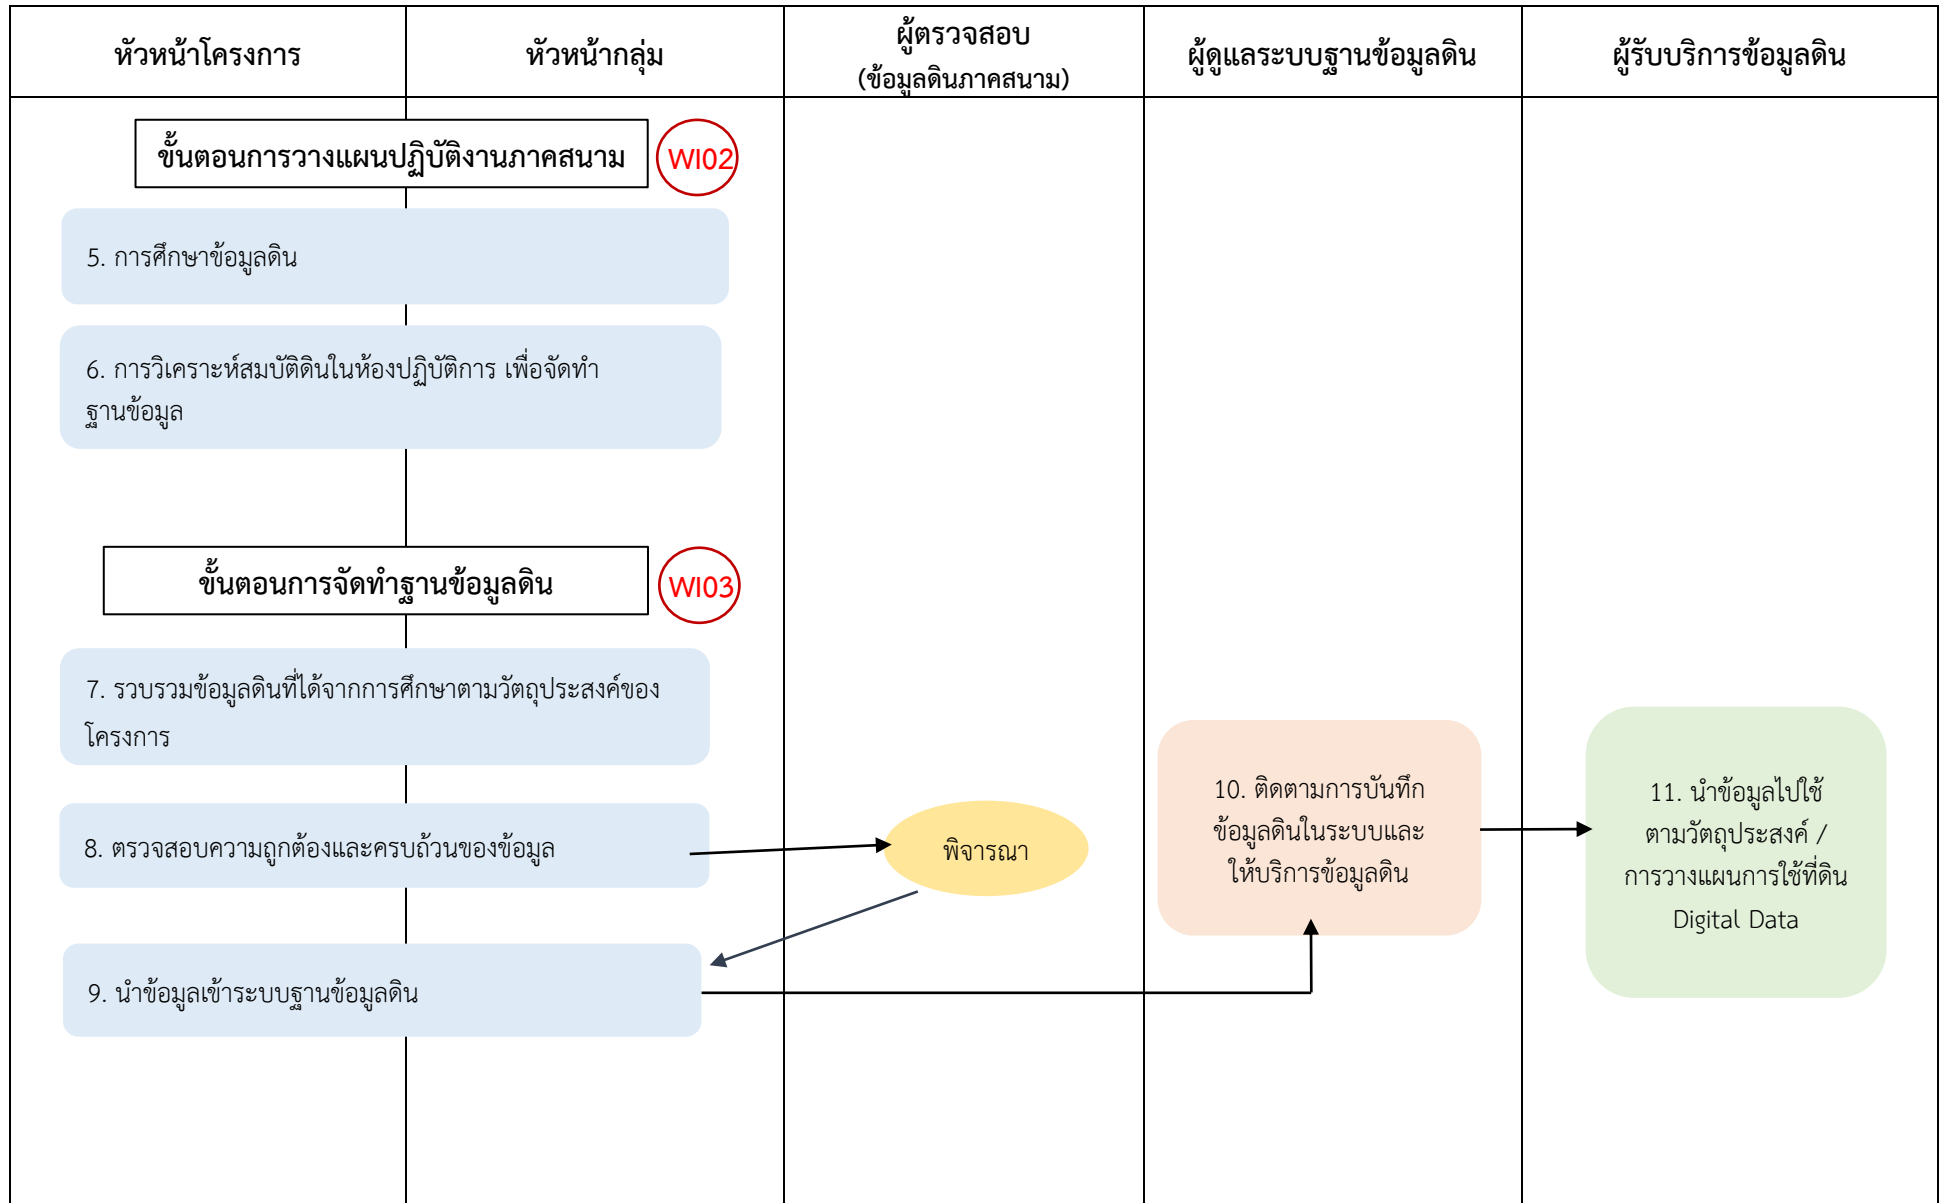 หัวหน้าโครงการ
หัวหน้ากลุ่ม
ผู้ตรวจสอบ
(ข้อมูลดินภาคสนาม)
ผู้ดูแลระบบฐานข้อมูลดิน
ผู้รับบริการข้อมูลดิน
ขั้นตอนการวางแผนปฏิบัติงานภาคสนาม
WI02
5. การศึกษาข้อมูลดิน
6. การวิเคราะห์สมบัติดินในห้องปฏิบัติการ เพื่อจัดทำ
ฐานข้อมูล
ขั้นตอนการจัดทำฐานข้อมูลดิน
WI03
7. รวบรวมข้อมูลดินที่ได้จากการศึกษาตามวัตถุประสงค์ของ
โครงการ
8. ตรวจสอบความถูกต้องและครบถ้วนของข้อมูล
พิจารณา
9. นำข้อมูลเข้าระบบฐานข้อมูลดิน
10. ติดตามการบันทึก
ข้อมูลดินในระบบและ
ให้บริการข้อมูลดิน
11. นำข้อมูลไปใช้
ตามวัตถุประสงค์ /
การวางแผนการใช้ที่ดิน
Digital Data